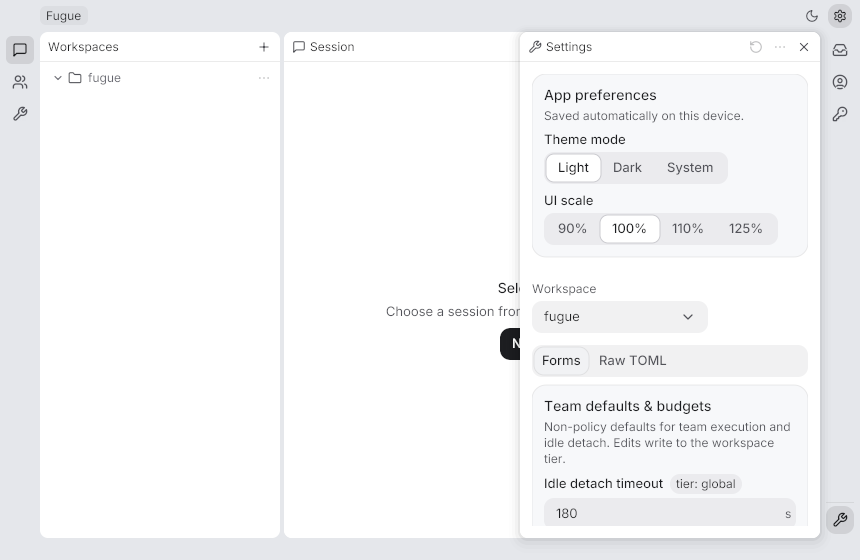 Fugue
Workspaces
fugue
Session
Choose a session from
Settings
App preferences
Saved automatically on this device.
Theme mode
Light Dark System
UI scale
90% 100% 110% 125%
Workspace
fugue
Forms Raw TOML
Team defaults & budgets
Non-policy defaults for team execution and
idle detach. Edits write to the workspace
tier.
Idle detach timeout tier: global
180 s